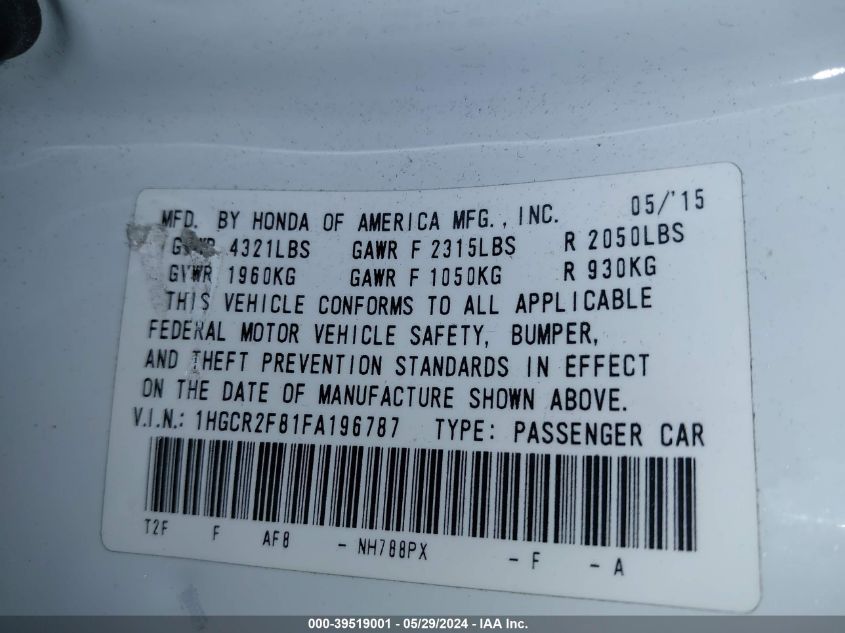 MFD. BY HONDA OF AMERICA MFG., INC. 05/'15
GVWR 4321LBS GAWR F 2315LBS R 2050LBS
GVWR 1960KG GAWR F 1050KG R 930KG
THIS VEHICLE CONFORMS TO ALL APPLICABLE
FEDERAL MOTOR VEHICLE SAFETY, BUMPER,
AND THEFT PREVENTION STANDARDS IN EFFECT
ON THE DATE OF MANUFACTURE SHOWN ABOVE.
V.I.N.: 1HGCR2F81FA196787 TYPE: PASSENGER CAR
T2F F AF8 - NH788PX - F - A
000-39519001 - 05/29/2024 - IAA Inc.